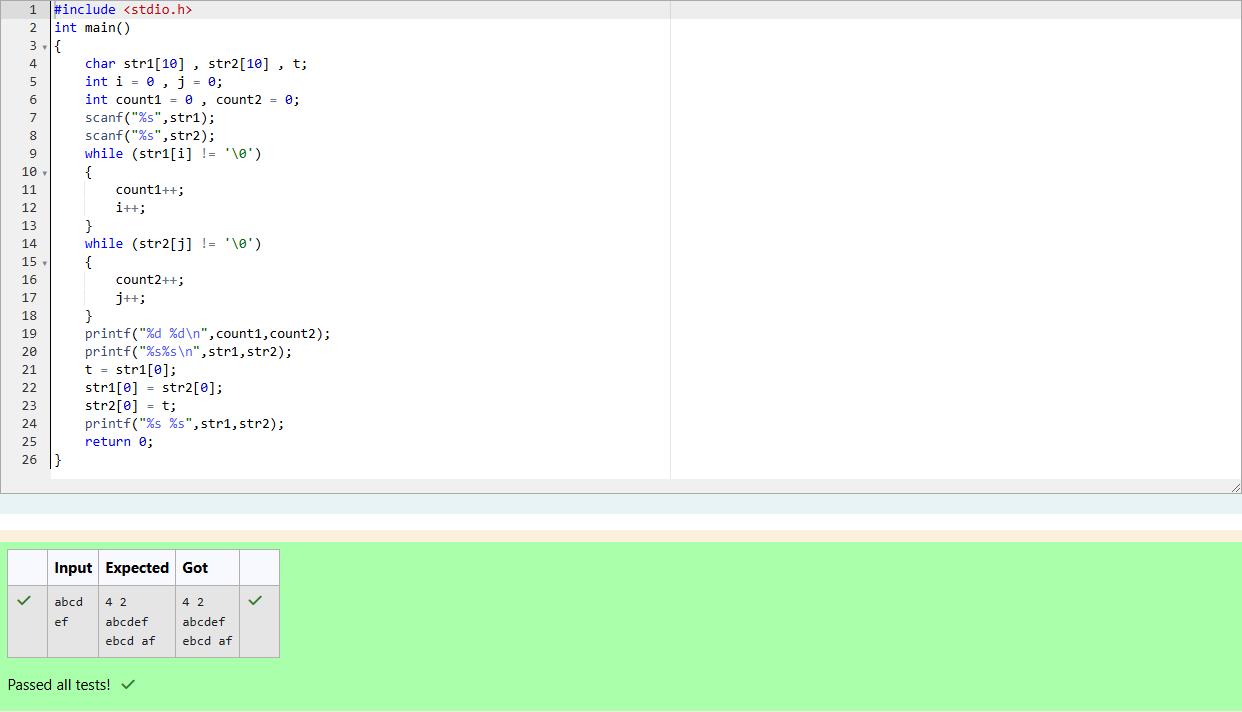 1 #include <stdio.h>
2 int main()
3 {
4     char str1[10] , str2[10] , t;
5     int i = 0 , j = 0;
6     int count1 = 0 , count2 = 0;
7     scanf("%s",str1);
8     scanf("%s",str2);
9     while (str1[i] != '\0')
10     {
11         count1++;
12         i++;
13     }
14     while (str2[j] != '\0')
15     {
16         count2++;
17         j++;
18     }
19     printf("%d %d\n",count1,count2);
20     printf("%s%s\n",str1,str2);
21     t = str1[0];
22     str1[0] = str2[0];
23     str2[0] = t;
24     printf("%s %s",str1,str2);
25     return 0;
26 }
Input Expected Got
abcd 4 2 4 2
ef abcdef abcdef
ebcd af ebcd af
Passed all tests!